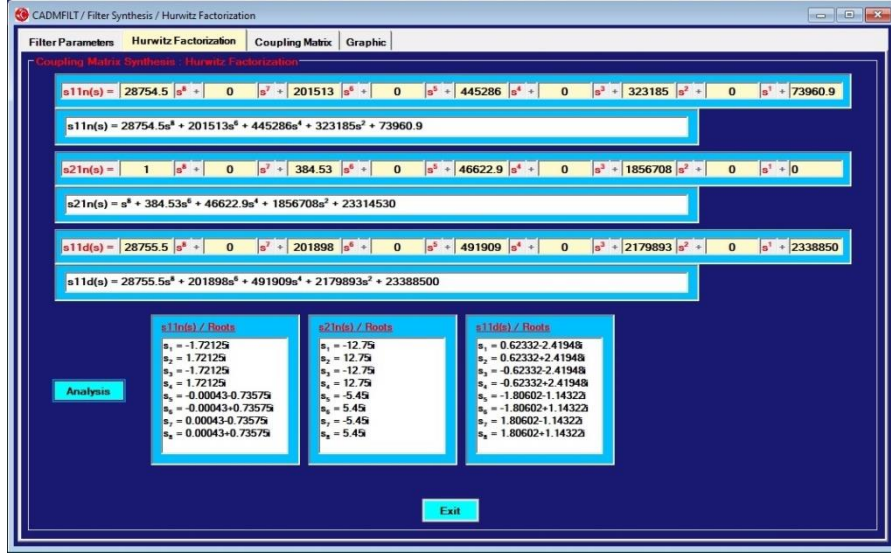 CADMFILT / Filter Synthesis / Hurwitz Factorization
Filter Parameters Hurwitz Factorization Coupling Matrix Graphic
Coupling Matrix Synthesis : Hurwitz Factorization
s11n(s) = 28754.5 s⁸ + 0 s⁷ + 201513 s⁶ + 0 s⁵ + 445286 s⁴ + 0 s³ + 323185 s² + 0 s¹ + 73960.9
s11n(s) = 28754.5s⁸ + 201513s⁶ + 445286s⁴ + 323185s² + 73960.9
s21n(s) = 1 s⁸ + 0 s⁷ + 384.53 s⁶ + 0 s⁵ + 46622.9 s⁴ + 0 s³ + 1856708 s² + 0 s¹ + 0
s21n(s) = s⁸ + 384.53s⁶ + 46622.9s⁴ + 1856708s² + 23314530
s11d(s) = 28755.5 s⁸ + 0 s⁷ + 201898 s⁶ + 0 s⁵ + 491909 s⁴ + 0 s³ + 2179893 s² + 0 s¹ + 2338850
s11d(s) = 28755.5s⁸ + 201898s⁶ + 491909s⁴ + 2179893s² + 23388500
s11n(s) / Roots
s₁ = -1.72125i
s₂ = 1.72125i
s₃ = -1.72125i
s₄ = 1.72125i
s₅ = -0.00043-0.73575i
s₆ = -0.00043+0.73575i
s₇ = 0.00043-0.73575i
s₈ = 0.00043+0.73575i
s21n(s) / Roots
s₁ = -12.75i
s₂ = 12.75i
s₃ = -12.75i
s₄ = 12.75i
s₅ = -5.45i
s₆ = 5.45i
s₇ = -5.45i
s₈ = 5.45i
s11d(s) / Roots
s₁ = 0.62332-2.41948i
s₂ = 0.62332+2.41948i
s₃ = -0.62332-2.41948i
s₄ = -0.62332+2.41948i
s₅ = -1.80602-1.14322i
s₆ = -1.80602+1.14322i
s₇ = 1.80602-1.14322i
s₈ = 1.80602+1.14322i
Analysis
Exit